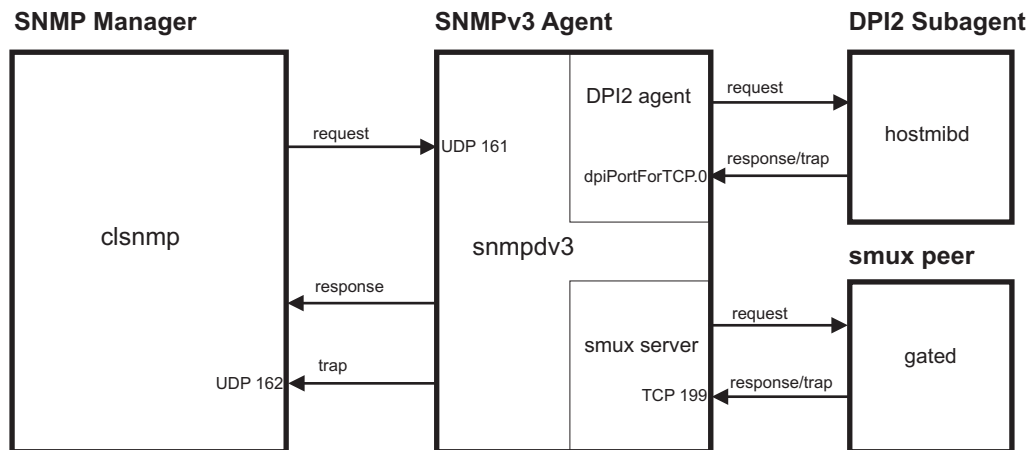 SNMP Manager
SNMPv3 Agent
DPI2 Subagent
DPI2 agent
request
hostmibd
request
UDP 161
response/trap
dpiPortForTCP.0
clsnmp
snmpdv3
smux peer
response
request
smux server
gated
trap
UDP 162
TCP 199
response/trap